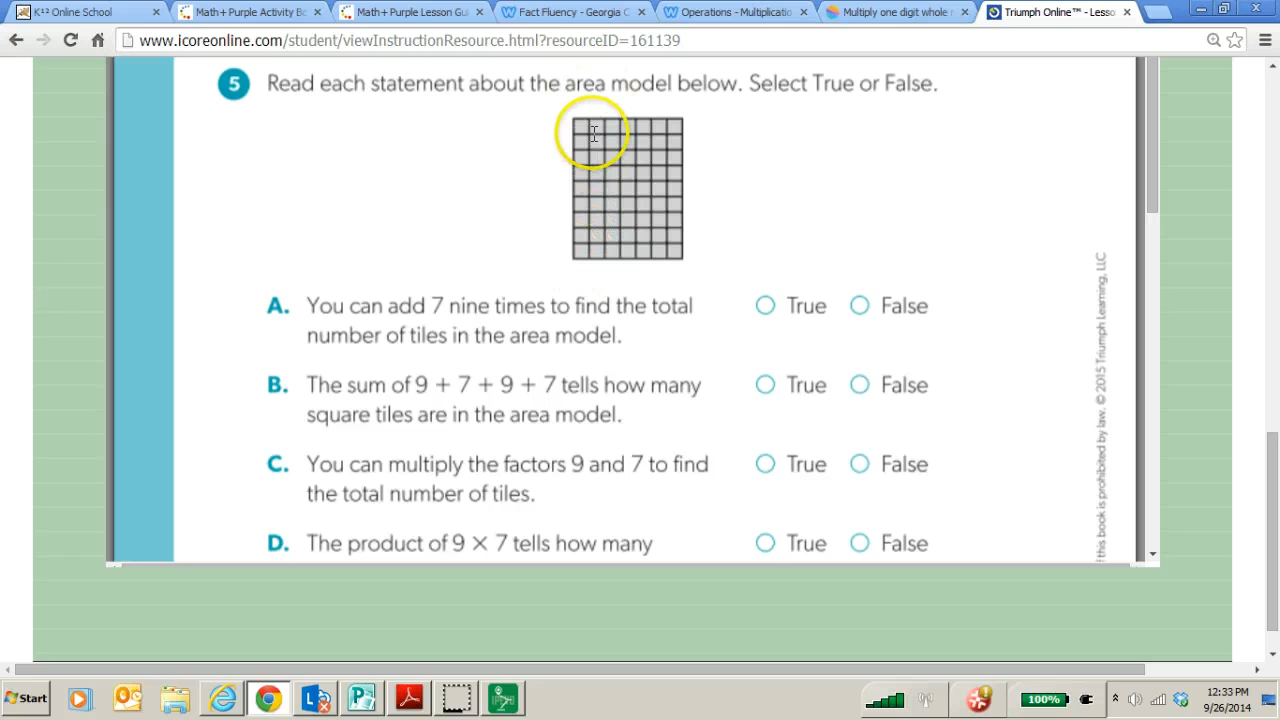 K12 Online School
Math+ Purple Activity Bo
Math+ Purple Lesson Gui
Fact Fluency - Georgia C
Operations - Multiplicatio
Multiply one digit whole n
Triumph Online™ - Lesso
www.icoreonline.com/student/viewInstructionResource.html?resourceID=161139
5 Read each statement about the area model below. Select True or False.
A. You can add 7 nine times to find the total True False
number of tiles in the area model.
B. The sum of 9 + 7 + 9 + 7 tells how many True False
square tiles are in the area model.
C. You can multiply the factors 9 and 7 to find True False
the total number of tiles.
D. The product of 9 × 7 tells how many True False
f this book is prohibited by law. © 2015 Triumph Learning, LLC
Start
100%
12:33 PM
9/26/2014